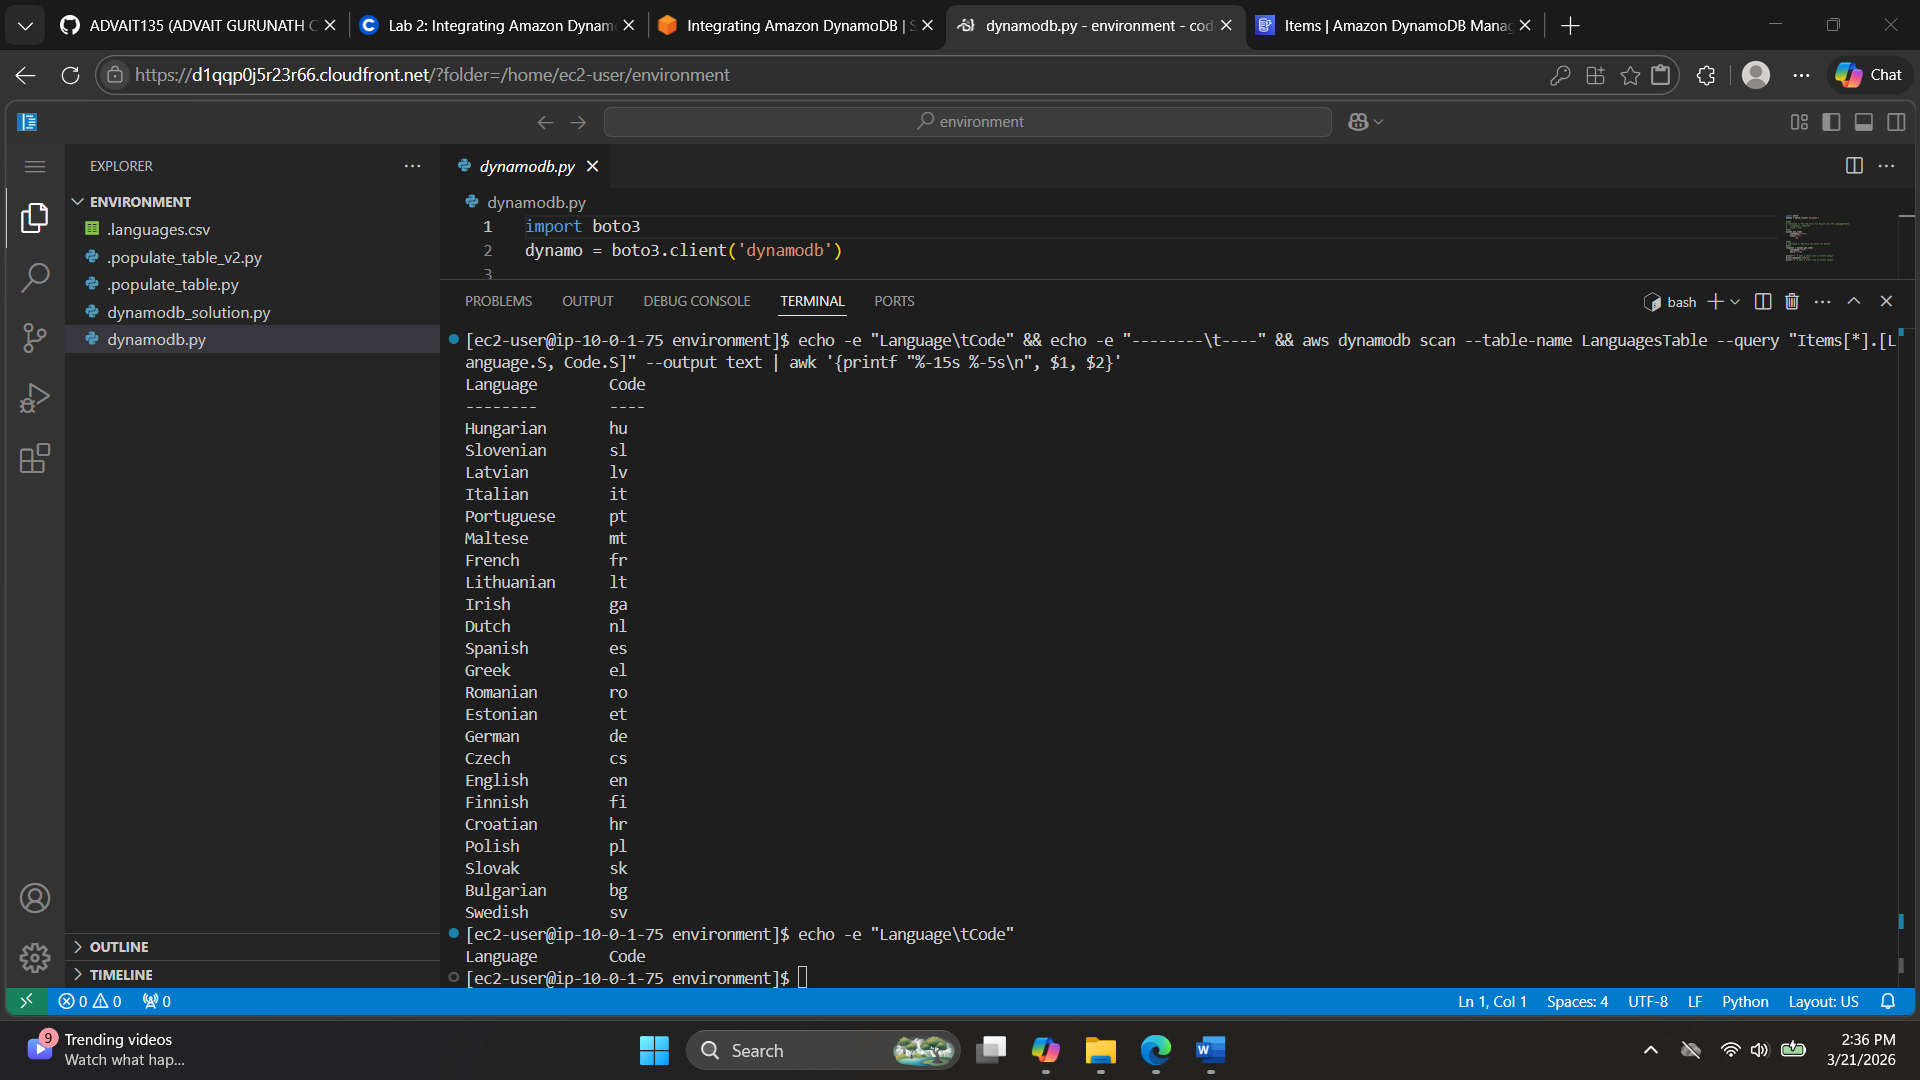 ADVAIT135 (ADVAIT GURUNATH C
Lab 2: Integrating Amazon Dynam
Integrating Amazon DynamoDB | S
dynamodb.py - environment - cod
Items | Amazon DynamoDB Manag
https://d1qqp0j5r23r66.cloudfront.net/?folder=/home/ec2-user/environment
Chat
environment
EXPLORER
ENVIRONMENT
.languages.csv
.populate_table_v2.py
.populate_table.py
dynamodb_solution.py
dynamodb.py
OUTLINE
TIMELINE
dynamodb.py
dynamodb.py
1 import boto3
2 dynamo = boto3.client('dynamodb')
3
PROBLEMS OUTPUT DEBUG CONSOLE TERMINAL PORTS
bash
[ec2-user@ip-10-0-1-75 environment]$ echo -e "Language\tCode" && echo -e "--------\t----" && aws dynamodb scan --table-name LanguagesTable --query "Items[*].[L
anguage.S, Code.S]" --output text | awk '{printf "%-15s %-5s\n", $1, $2}'
Language Code
-------- ----
Hungarian hu
Slovenian sl
Latvian lv
Italian it
Portuguese pt
Maltese mt
French fr
Lithuanian lt
Irish ga
Dutch nl
Spanish es
Greek el
Romanian ro
Estonian et
German de
Czech cs
English en
Finnish fi
Croatian hr
Polish pl
Slovak sk
Bulgarian bg
Swedish sv
[ec2-user@ip-10-0-1-75 environment]$ echo -e "Language\tCode"
Language Code
[ec2-user@ip-10-0-1-75 environment]$
0 0 0
Ln 1, Col 1 Spaces: 4 UTF-8 LF Python Layout: US
9
Trending videos
Watch what hap...
Search
2:36 PM
3/21/2026